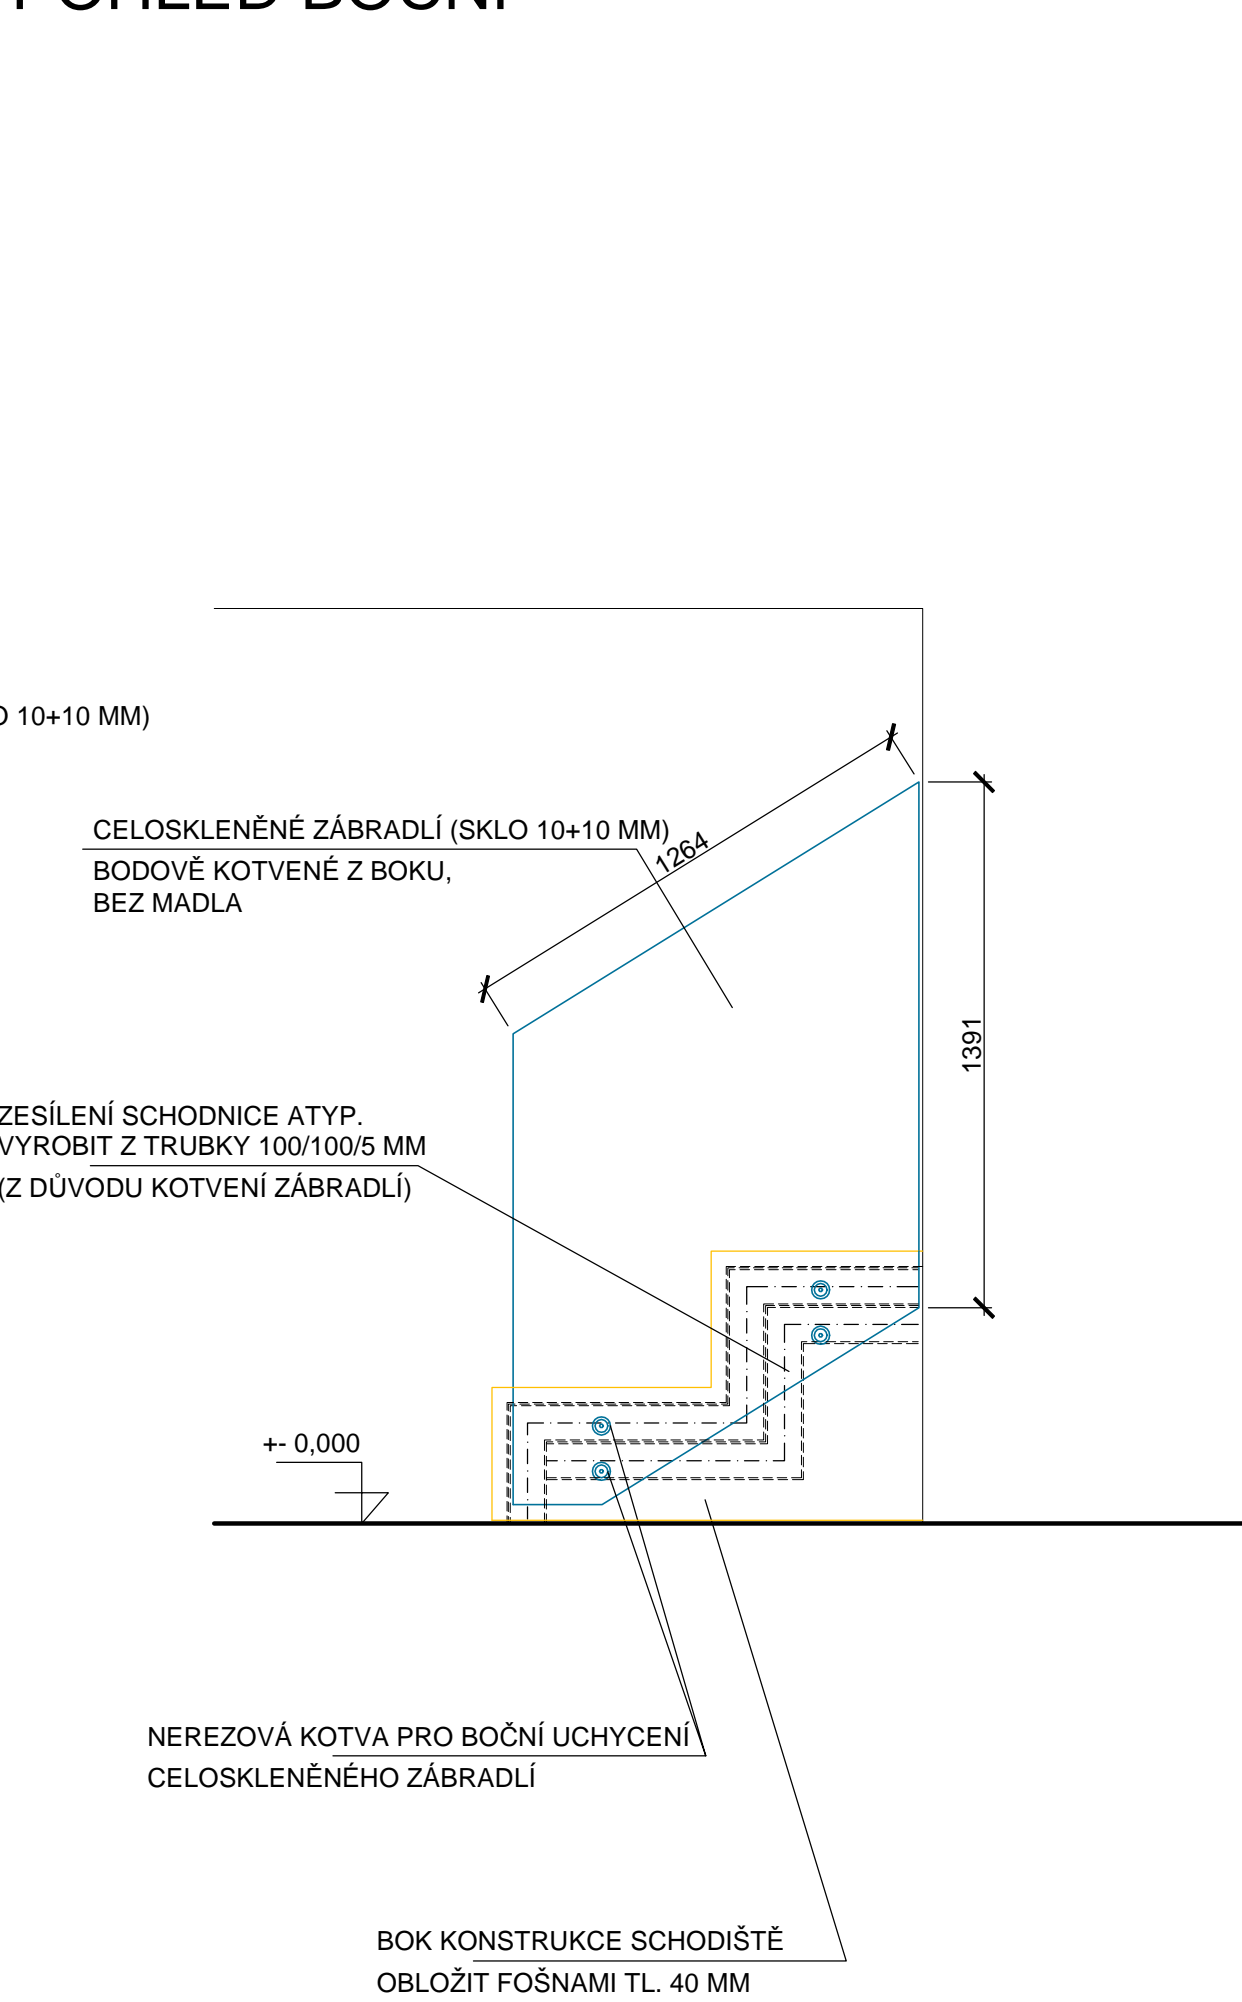 POHLED BOČNÍ
O 10+10 MM)
CELOSKLENĚNÉ ZÁBRADLÍ (SKLO 10+10 MM)
BODOVĚ KOTVENÉ Z BOKU,
BEZ MADLA
1264
1391
ZESÍLENÍ SCHODNICE ATYP.
VYROBIT Z TRUBKY 100/100/5 MM
(Z DŮVODU KOTVENÍ ZÁBRADLÍ)
+- 0,000
NEREZOVÁ KOTVA PRO BOČNÍ UCHYCENÍ
CELOSKLENĚNÉHO ZÁBRADLÍ
BOK KONSTRUKCE SCHODIŠTĚ
OBLOŽIT FOŠNAMI TL. 40 MM